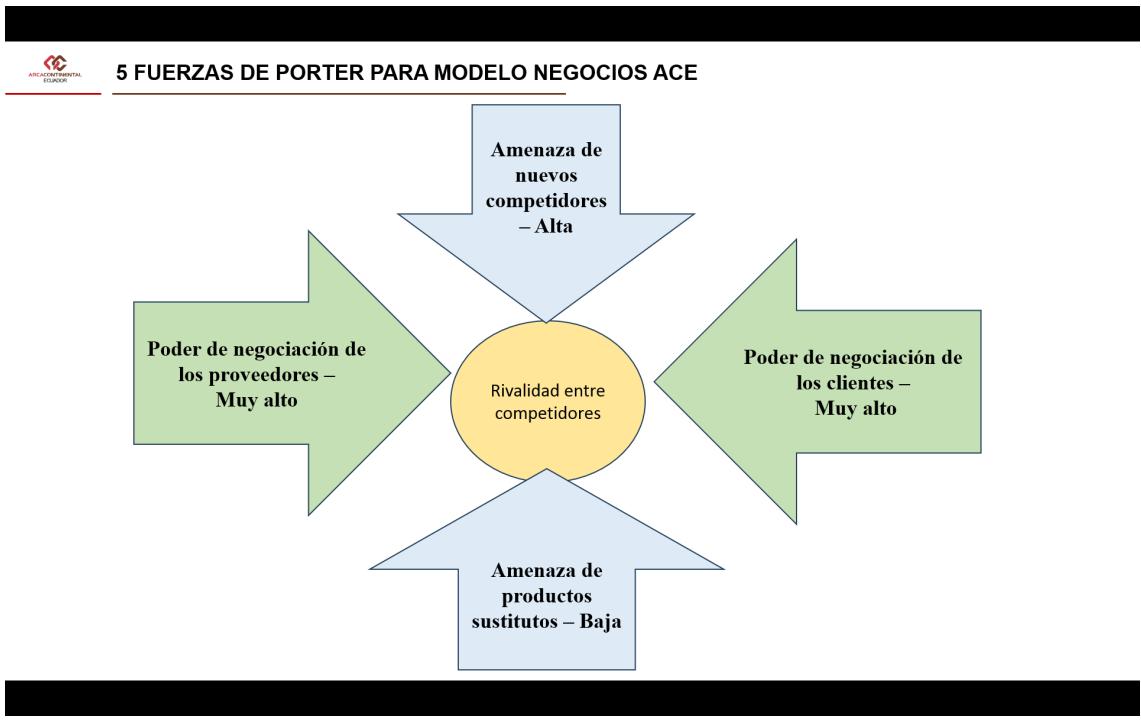 ARCACONTINENTAL
ECUADOR
5 FUERZAS DE PORTER PARA MODELO NEGOCIOS ACE
Amenaza de
nuevos
competidores
– Alta
Poder de negociación de
los proveedores –
Muy alto
Rivalidad entre
competidores
Poder de negociación de
los clientes –
Muy alto
Amenaza de
productos
sustitutos – Baja